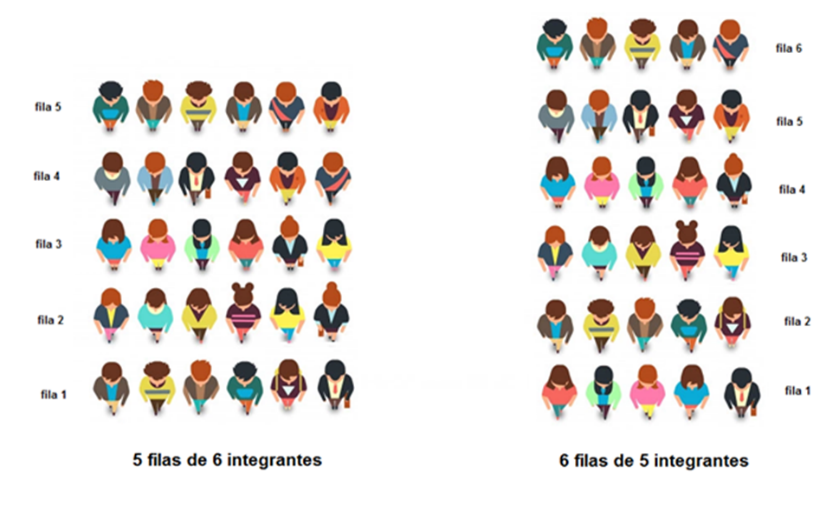 fila 5
fila 4
fila 3
fila 2
fila 1
5 filas de 6 integrantes
fila 6
fila 5
fila 4
fila 3
fila 2
fila 1
6 filas de 5 integrantes